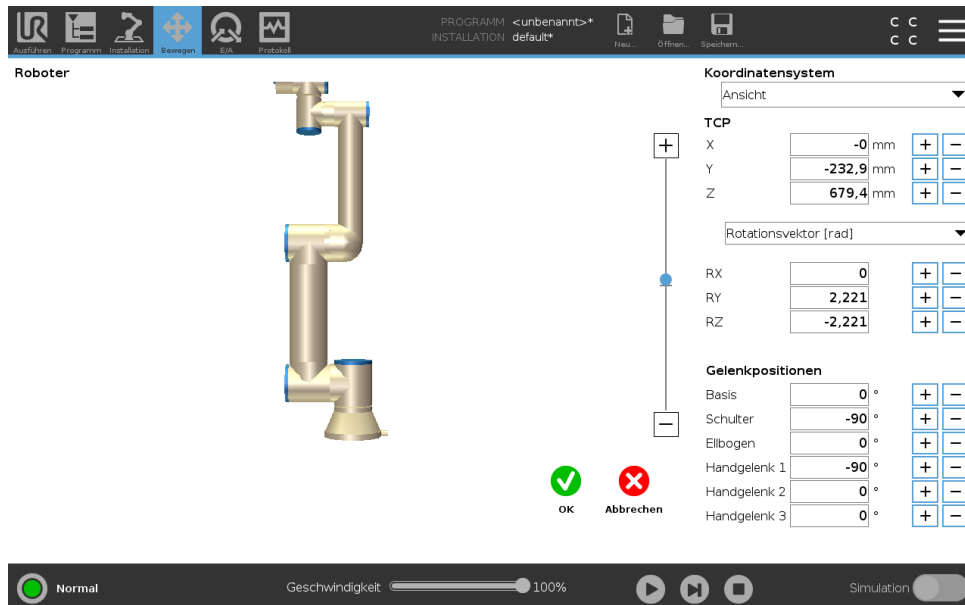 UR
PROGRAMM <unbenannt>*
INSTALLATION default*
Ausführen Programm Installation Bewegen E/A Protokoll
Neu... Öffnen... Speichern...
C C
C C
Roboter
Koordinatensystem
Ansicht
TCP
X -0 mm + −
Y -232,9 mm + −
Z 679,4 mm + −
Rotationsvektor [rad]
RX 0 + −
RY 2,221 + −
RZ -2,221 + −
Gelenkpositionen
Basis 0 ° + −
Schulter -90 ° + −
Ellbogen 0 ° + −
Handgelenk 1 -90 ° + −
Handgelenk 2 0 ° + −
Handgelenk 3 0 ° + −
+
−
OK Abbrechen
Normal
Geschwindigkeit 100%
Simulation